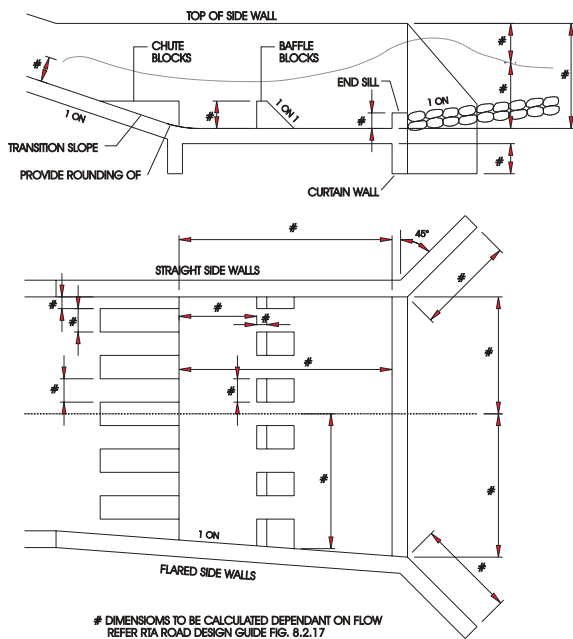 TOP OF SIDE WALL
CHUTE
BLOCKS
BAFFLE
BLOCKS
END SILL
#
1 ON
#
#
1 ON 1
#
1 ON
#
#
#
TRANSITION SLOPE
PROVIDE ROUNDING OF
#
CURTAIN WALL
#
45°
STRAIGHT SIDE WALLS
#
#
#
#
#
#
#
#
#
#
#
#
1 ON
FLARED SIDE WALLS
#
# DIMENSIOMS TO BE CALCULATED DEPENDANT ON FLOW
REFER RTA ROAD DESIGN GUIDE FIG. 8.2.17